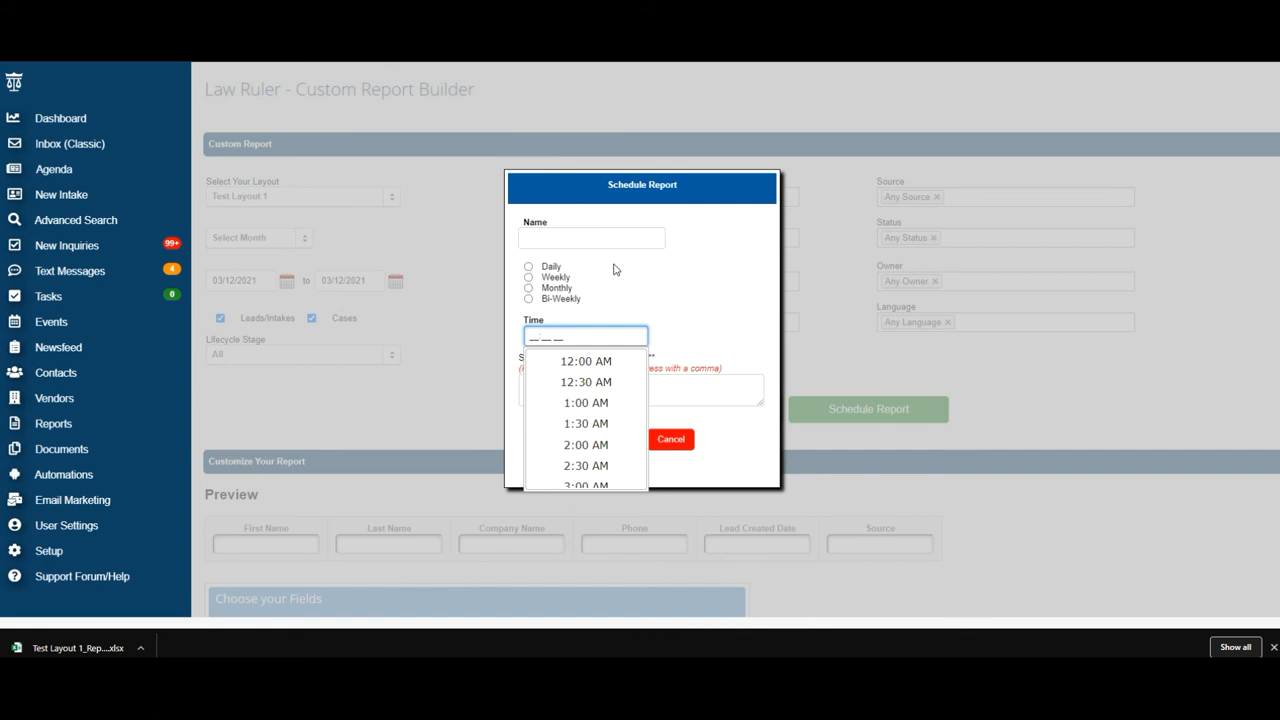 Law Ruler - Custom Report Builder
Dashboard
Inbox (Classic)
Agenda
New Intake
Advanced Search
New Inquiries 99+
Text Messages 4
Tasks 0
Events
Newsfeed
Contacts
Vendors
Reports
Documents
Automations
Email Marketing
User Settings
Setup
Support Forum/Help
Custom Report
Select Your Layout
Test Layout 1
Select Month
03/12/2021 to 03/12/2021
Leads/Intakes Cases
Lifecycle Stage
All
Source
Any Source ×
Status
Any Status ×
Owner
Any Owner ×
Language
Any Language ×
Schedule Report
Schedule Report
Name
Daily
Weekly
Monthly
Bi-Weekly
Time
__:__ __
12:00 AM
12:30 AM
1:00 AM
1:30 AM
2:00 AM
2:30 AM
3:00 AM
ess with a comma)
Cancel
Customize Your Report
Preview
First Name Last Name Company Name Phone Lead Created Date Source
Choose your Fields
Test Layout 1_Rep....xlsx
Show all